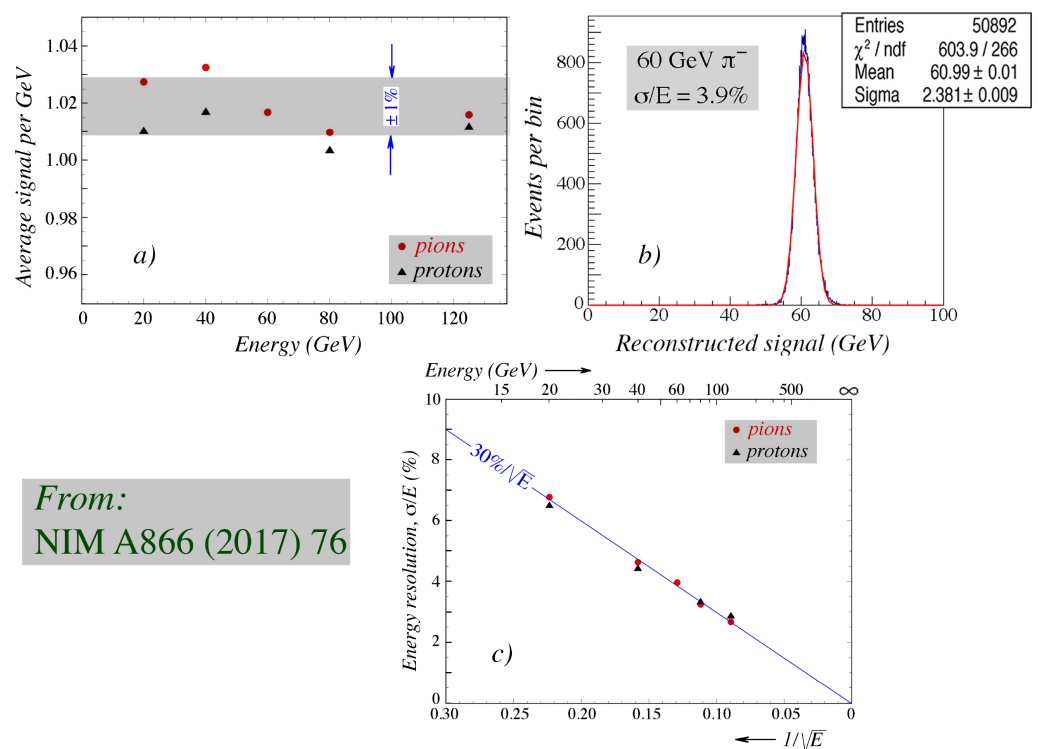 1.04
1.02
1.00
0.98
0.96
Average signal per GeV
±1%
a)
pions
protons
0 20 40 60 80 100 120
Energy (GeV)
Entries 50892
χ² / ndf 603.9 / 266
Mean 60.99 ± 0.01
Sigma 2.381 ± 0.009
60 GeV π⁻
σ/E = 3.9%
800
600
400
200
0
Events per bin
b)
0 20 40 60 80 100
Reconstructed signal (GeV)
Energy (GeV) →
15 20 30 40 60 100 500 ∞
10
8
6
4
2
0
Energy resolution, σ/E (%)
30%/√E
pions
protons
c)
0.30 0.25 0.20 0.15 0.10 0.05 0
← 1/√E
From:
NIM A866 (2017) 76